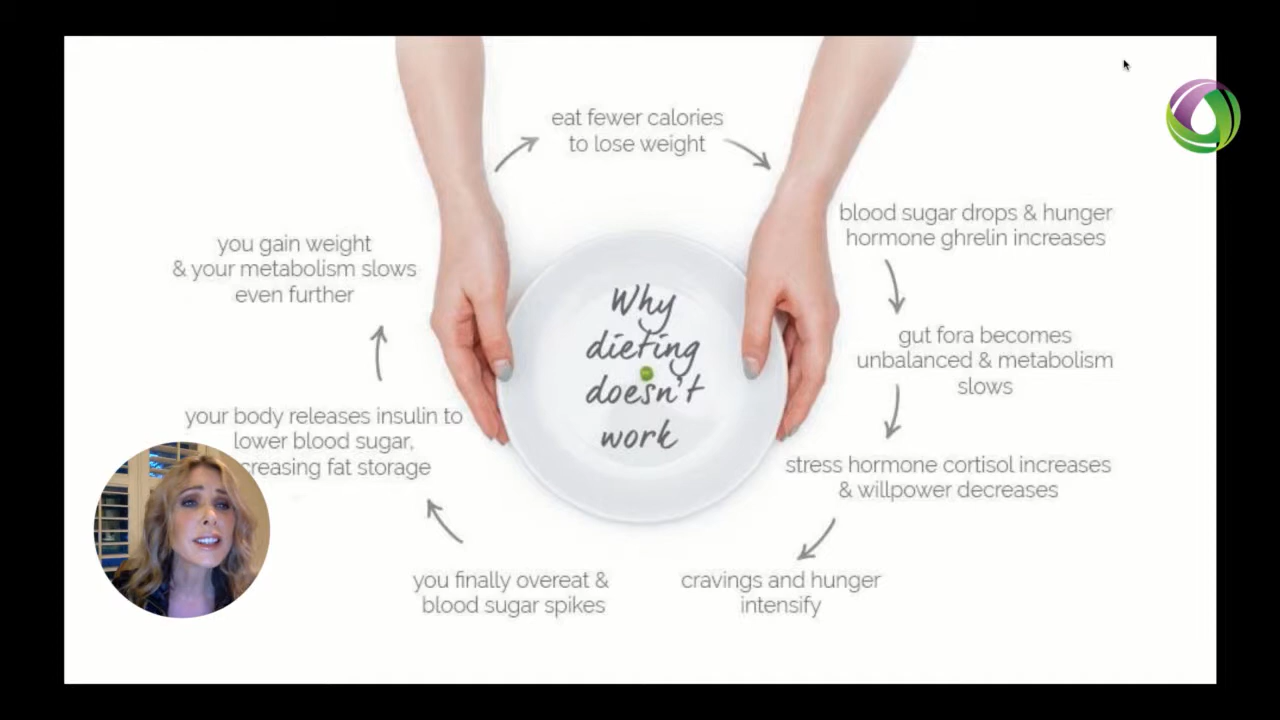 eat fewer calories
to lose weight
blood sugar drops & hunger
hormone ghrelin increases
gut fora becomes
unbalanced & metabolism
slows
stress hormone cortisol increases
& willpower decreases
cravings and hunger
intensify
you finally overeat &
blood sugar spikes
your body releases insulin to
lower blood sugar,
creasing fat storage
you gain weight
& your metabolism slows
even further
Why
dieting
doesn't
work